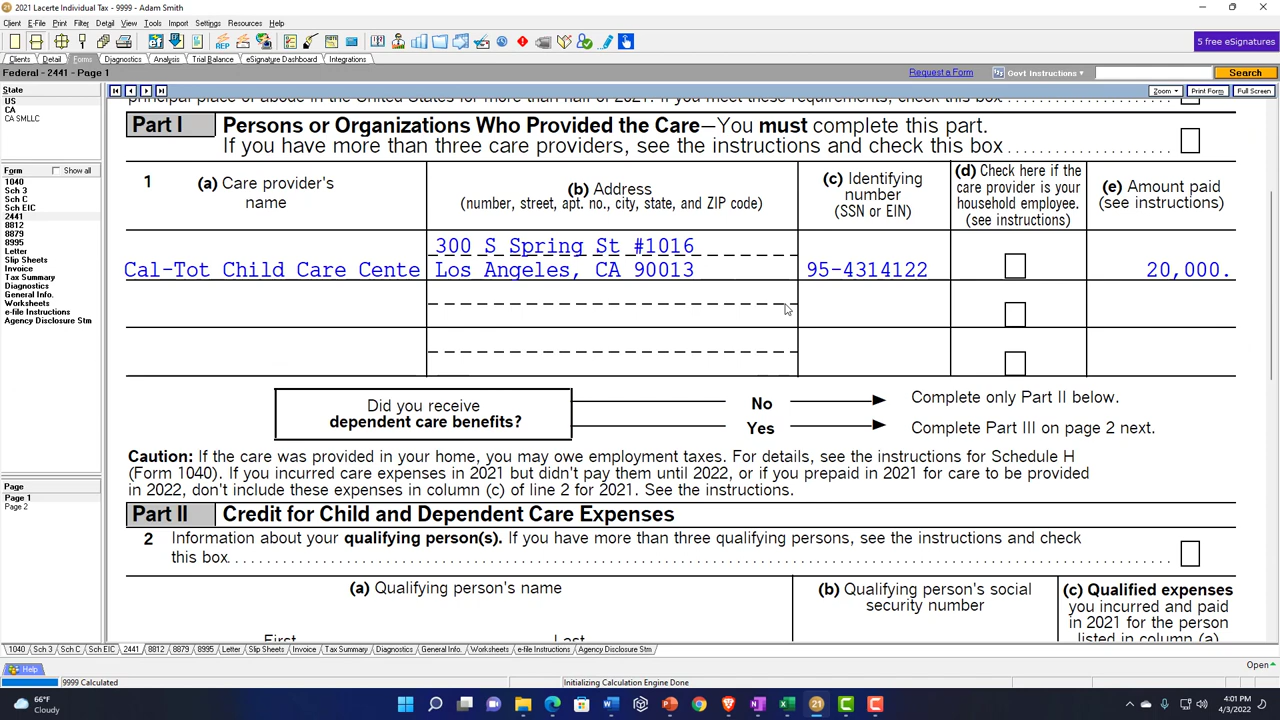 2021 Lacerte Individual Tax - 9999 - Adam Smith
Client E-File Print Filter Detail View Tools Import Settings Resources Help
REP
5 free eSignatures
Clients Detail Forms Diagnostics Analysis Trial Balance eSignature Dashboard Integrations
Federal - 2441 - Page 1
Request a Form
Govt Instructions
Search
State
US
CA
CA SMLLC
Form
Show all
1040
Sch 3
Sch C
Sch EIC
2441
8812
8879
8995
Letter
Slip Sheets
Invoice
Tax Summary
Diagnostics
General Info.
Worksheets
e-file Instructions
Agency Disclosure Stm
Page
Page 1
Page 2
Zoom
Print Form
Full Screen
principal place of abode in the United States for more than half of 2021. If you meet these requirements, check this box
Part I Persons or Organizations Who Provided the Care—You must complete this part.
If you have more than three care providers, see the instructions and check this box
1 (a) Care provider's
name
(b) Address
(number, street, apt. no., city, state, and ZIP code)
(c) Identifying
number
(SSN or EIN)
(d) Check here if the
care provider is your
household employee.
(see instructions)
(e) Amount paid
(see instructions)
300 S Spring St #1016
Cal-Tot Child Care Cente Los Angeles, CA 90013 95-4314122 20,000.
Did you receive
dependent care benefits?
No Complete only Part II below.
Yes Complete Part III on page 2 next.
Caution: If the care was provided in your home, you may owe employment taxes. For details, see the instructions for Schedule H
(Form 1040). If you incurred care expenses in 2021 but didn't pay them until 2022, or if you prepaid in 2021 for care to be provided
in 2022, don't include these expenses in column (c) of line 2 for 2021. See the instructions.
Part II Credit for Child and Dependent Care Expenses
2 Information about your qualifying person(s). If you have more than three qualifying persons, see the instructions and check
this box.
(a) Qualifying person's name
First Last
(b) Qualifying person's social
security number
(c) Qualified expenses
you incurred and paid
in 2021 for the person
listed in column (a)
1040 Sch 3 Sch C Sch EIC 2441 8812 8879 8995 Letter Slip Sheets Invoice Tax Summary Diagnostics General Info. Worksheets e-file Instructions Agency Disclosure Stm
Help
Open
9999 Calculated
Initializing Calculation Engine Done
66°F
Cloudy
21
4:01 PM
4/3/2022